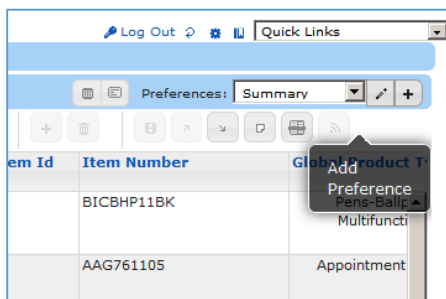 Log Out Quick Links
Preferences: Summary
em Id Item Number Global Product Ty
Add
Preference
BICBHP11BK Pens-Ballp
Multifuncti
AAG761105 Appointment